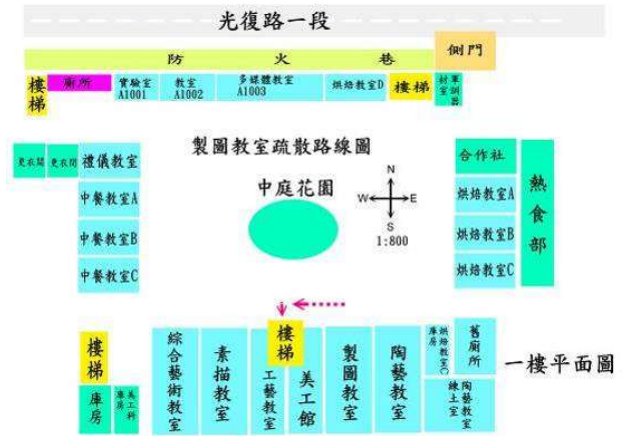 光復路一段
防火巷
側門
樓梯
廁所
實驗室
A1001
教室
A1002
多媒體教室
A1003
烘焙教室D
樓梯
更衣間
更衣間
禮儀教室
製圖教室疏散路線圖
合作社
熱食部
中庭花園
N
W
E
S
1:800
中餐教室A
中餐教室B
中餐教室C
烘焙教室A
烘焙教室B
烘焙教室C
樓梯
庫房
美工科
庫房
綜合藝術教室
素描教室
工藝教室
樓梯
美工館
製圖教室
陶藝教室
烘焙教室(C)
庫房
舊廁所
陶藝教室
練土室
一樓平面圖